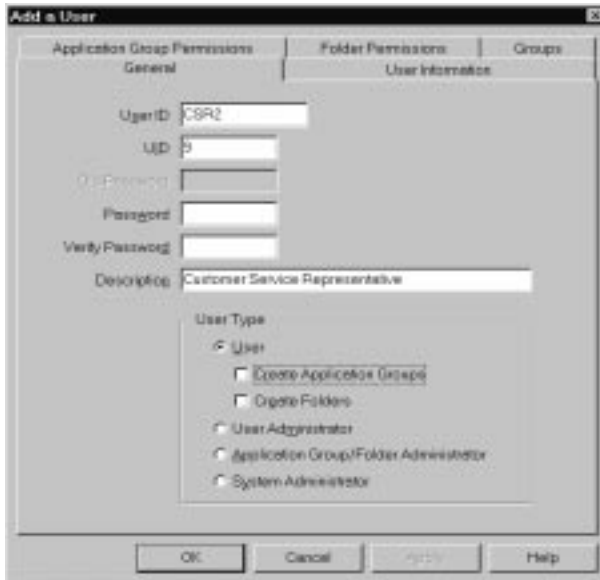 Add a User
Application Group Permissions Folder Permissions Groups
General User Information
User ID CSR2
UID 9
Old Password
Password
Verify Password
Description Customer Service Representative
User Type
User
Create Application Groups
Create Folders
User Administrator
Application Group/Folder Administrator
System Administrator
OK Cancel Apply Help